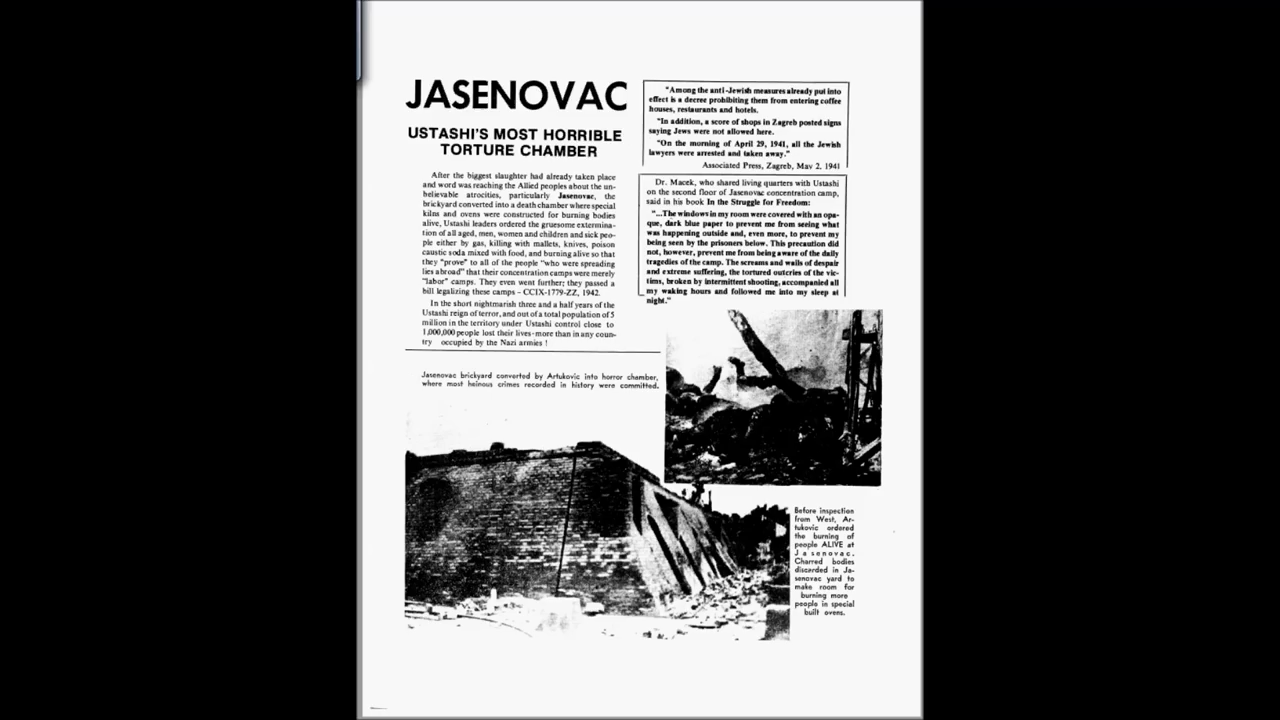 JASENOVAC
USTASHI'S MOST HORRIBLE
TORTURE CHAMBER
After the biggest slaughter had already taken place
and word was reaching the Allied peoples about the un-
believable atrocities, particularly Jasenovac, the
brickyard converted into a death chamber where special
kilns and ovens were constructed for burning bodies
alive, Ustashi leaders ordered the gruesome extermina-
tion of all aged, men, women and children and sick peo-
ple either by gas, killing with mallets, knives, poison
caustic soda mixed with food, and burning alive so that
they "prove" to all of the people "who were spreading
lies abroad" that their concentration camps were merely
"labor" camps. They even went further; they passed a
bill legalizing these camps - CCIX-1779-ZZ, 1942.
In the short nightmarish three and a half years of the
Ustashi reign of terror, and out of a total population of 5
million in the territory under Ustashi control close to
1,000,000 people lost their lives-more than in any coun-
try occupied by the Nazi armies !
"Among the anti-Jewish measures already put into
effect is a decree prohibiting them from entering coffee
houses, restaurants and hotels.
"In addition, a score of shops in Zagreb posted signs
saying Jews were not allowed here.
"On the morning of April 29, 1941, all the Jewish
lawyers were arrested and taken away."
Associated Press, Zagreb, May 2, 1941
Dr. Macek, who shared living quarters with Ustashi
on the second floor of Jasenovac concentration camp,
said in his book In the Struggle for Freedom:
"...The windows in my room were covered with an opa-
que, dark blue paper to prevent me from seeing what
was happening outside and, even more, to prevent my
being seen by the prisoners below. This precaution did
not, however, prevent me from being aware of the daily
tragedies of the camp. The screams and wails of despair
and extreme suffering, the tortured outcries of the vic-
tims, broken by intermittent shooting, accompanied all
my waking hours and followed me into my sleep at
night."
Jasenovac brickyard converted by Artukovic into horror chamber,
where most heinous crimes recorded in history were committed.
Before inspection
from West, Ar-
tukovic ordered
the burning of
people ALIVE at
Jasenovac.
Charred bodies
discarded in Ja-
senovac yard to
make room for
burning more
people in special
built ovens.